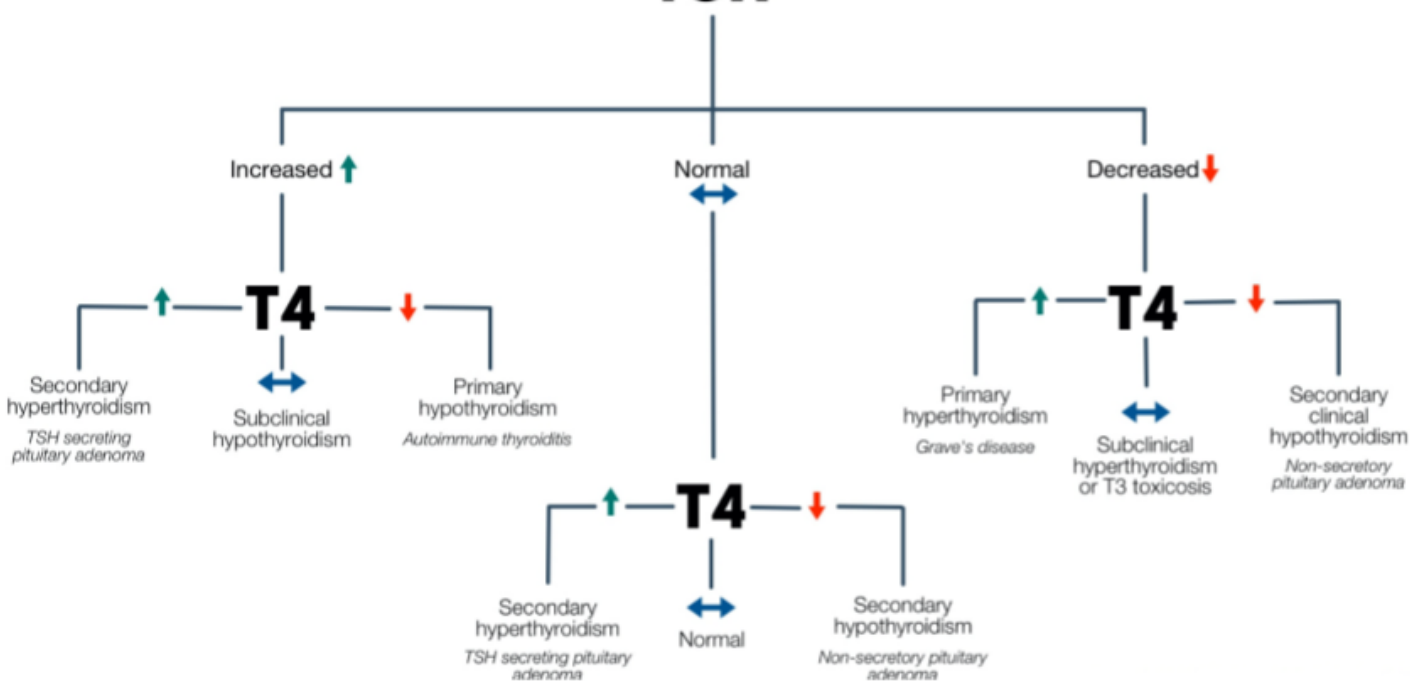 Increased
Normal
Decreased
T4
T4
Secondary
hyperthyroidism
TSH secreting
pituitary adenoma
Subclinical
hypothyroidism
Primary
hypothyroidism
Autoimmune thyroiditis
Primary
hyperthyroidism
Grave's disease
Subclinical
hyperthyroidism
or T3 toxicosis
Secondary
clinical
hypothyroidism
Non-secretory
pituitary adenoma
T4
Secondary
hyperthyroidism
TSH secreting pituitary
adenoma
Normal
Secondary
hypothyroidism
Non-secretory pituitary
adenoma